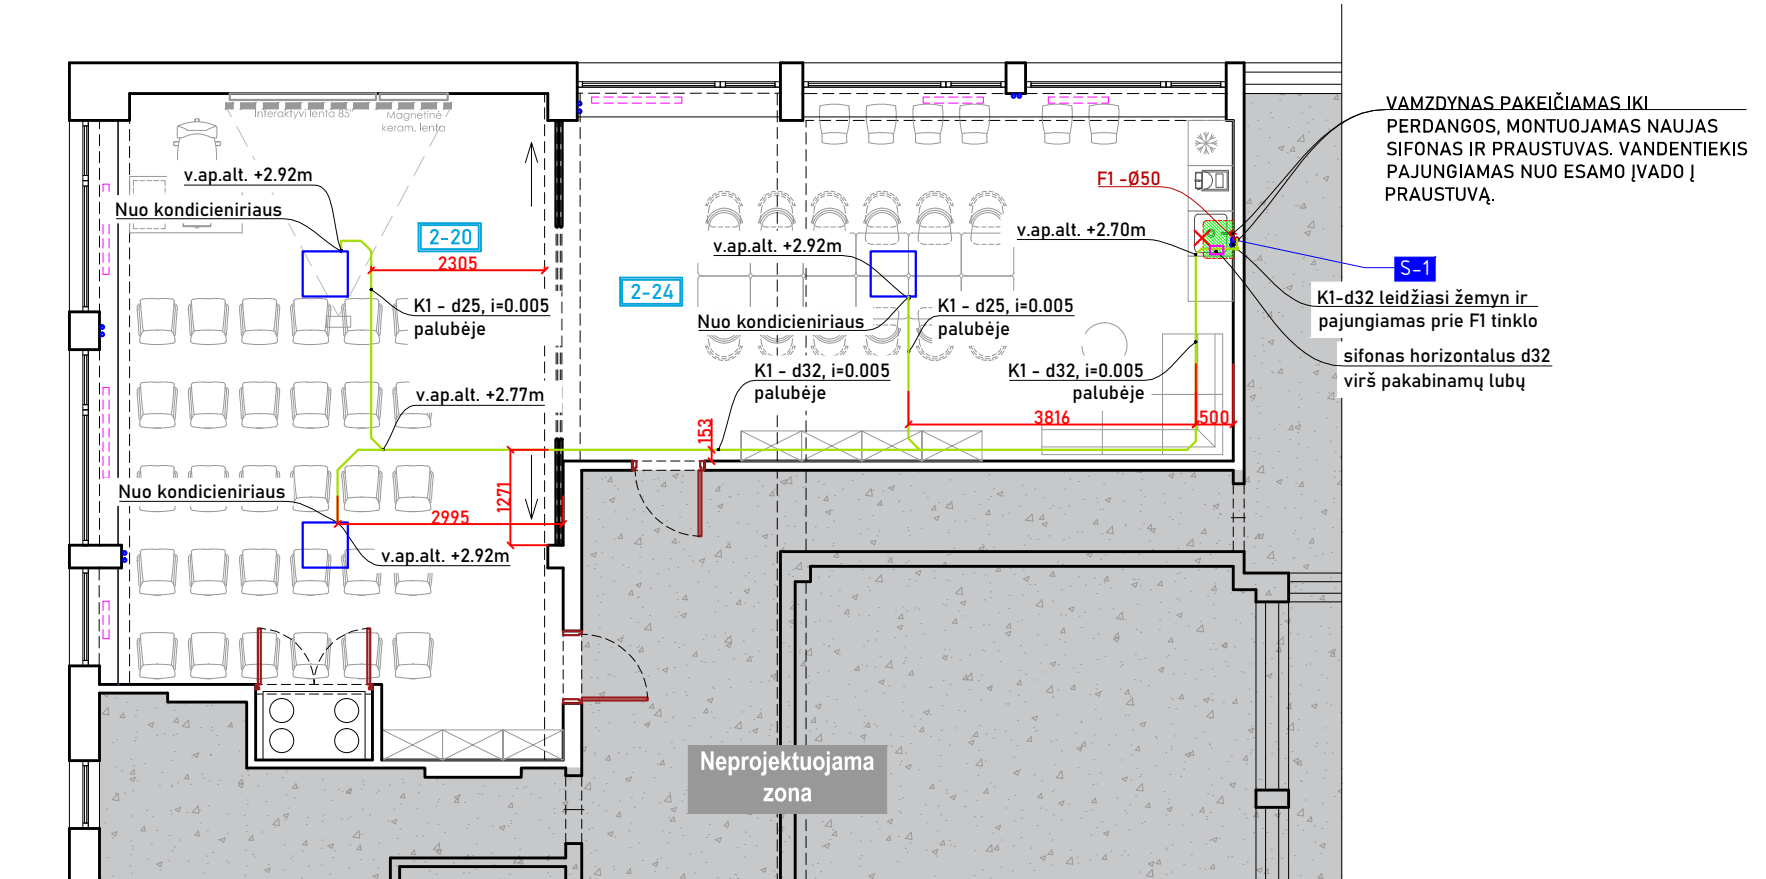 Interaktyvi lenta 85"
Magnetinė
keram. lenta
v.ap.alt. +2.92m
Nuo kondicieniriaus
2-20
2305
K1 - d25, i=0.005
palubėje
v.ap.alt. +2.77m
Nuo kondicieniriaus
2995
1271
v.ap.alt. +2.92m
2-24
v.ap.alt. +2.92m
Nuo kondicieniriaus
K1 - d25, i=0.005
palubėje
K1 - d32, i=0.005
palubėje
153
F1 -Ø50
v.ap.alt. +2.70m
K1 - d32, i=0.005
palubėje
3816
500
VAMZDYNAS PAKEIČIAMAS IKI
PERDANGOS, MONTUOJAMAS NAUJAS
SIFONAS IR PRAUSTUVAS. VANDENTIEKIS
PAJUNGIAMAS NUO ESAMO ĮVADO Į
PRAUSTUVĄ.
S-1
K1-d32 leidžiasi žemyn ir
pajungiamas prie F1 tinklo
sifonas horizontalus d32
virš pakabinamų lubų
Neprojektuojama
zona